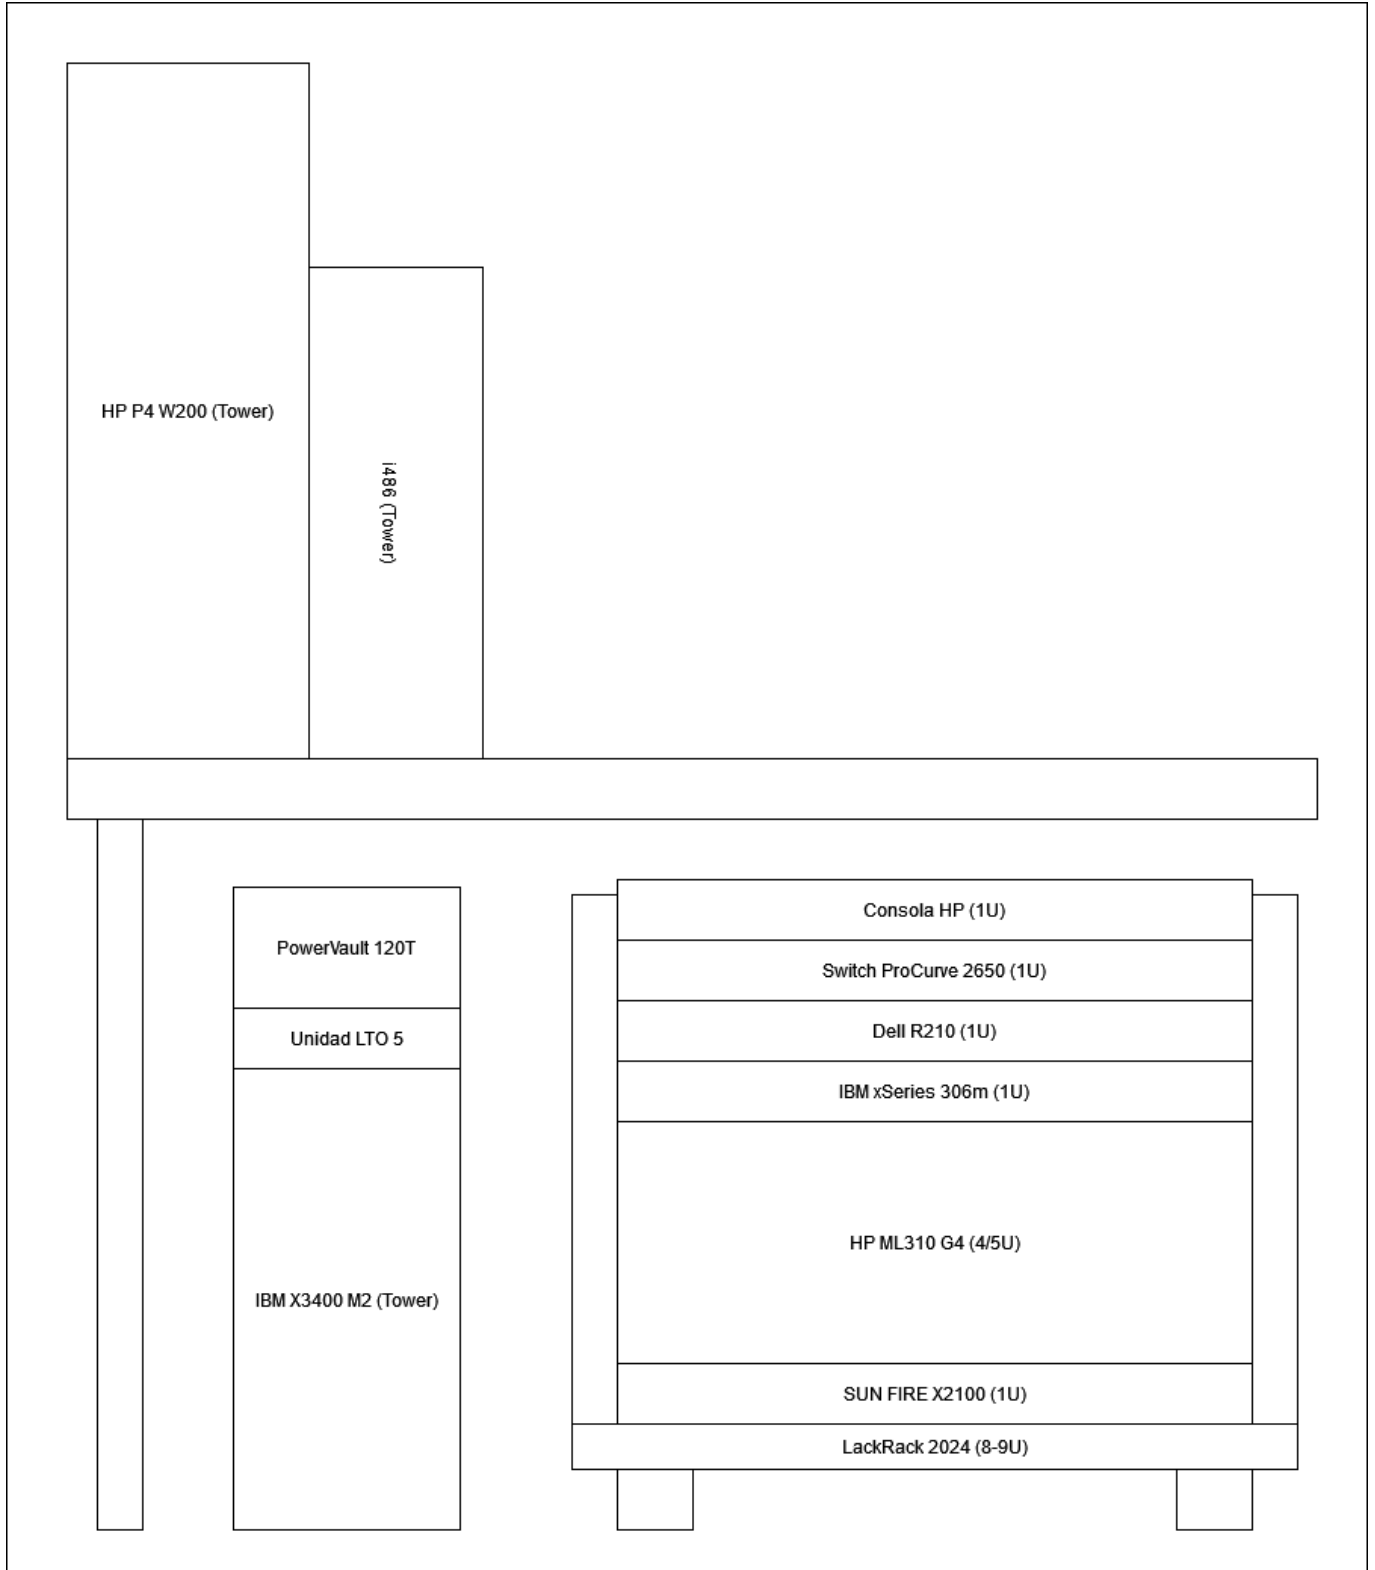 HP P4 W200 (Tower)
i486 (Tower)
PowerVault 120T
Unidad LTO 5
IBM X3400 M2 (Tower)
Consola HP (1U)
Switch ProCurve 2650 (1U)
Dell R210 (1U)
IBM xSeries 306m (1U)
HP ML310 G4 (4/5U)
SUN FIRE X2100 (1U)
LackRack 2024 (8-9U)